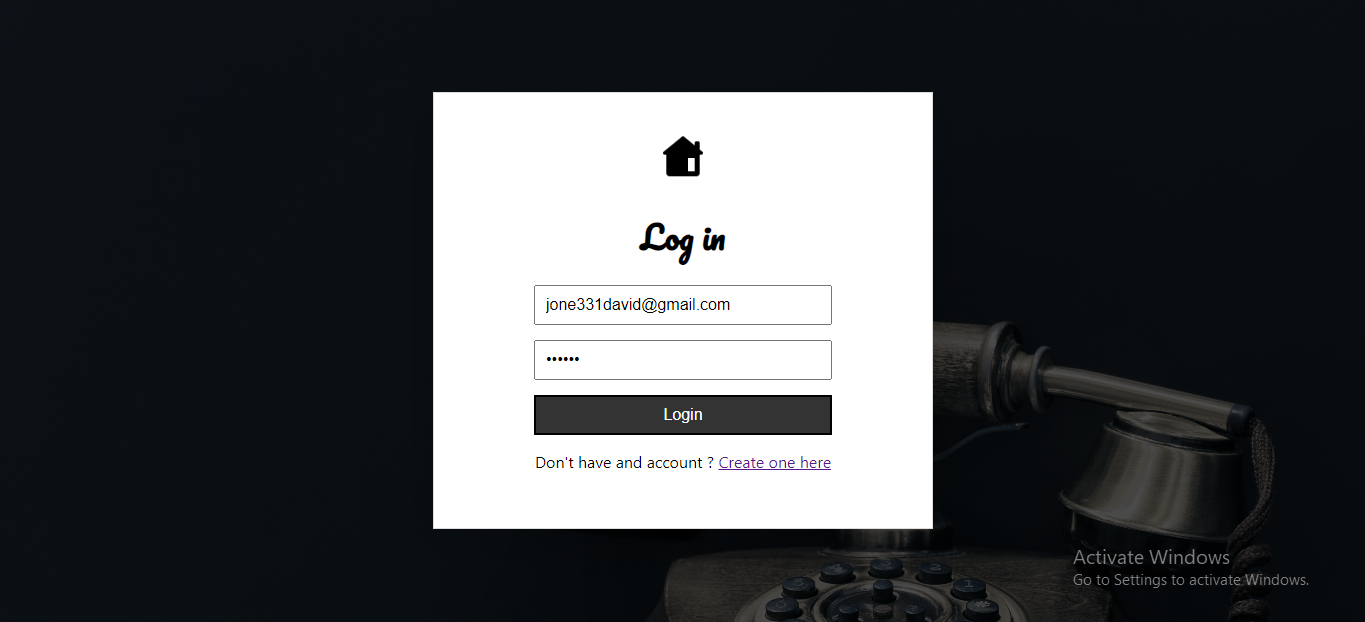 Log in
jone331david@gmail.com
••••••
Login
Don't have and account ? Create one here
Activate Windows
Go to Settings to activate Windows.